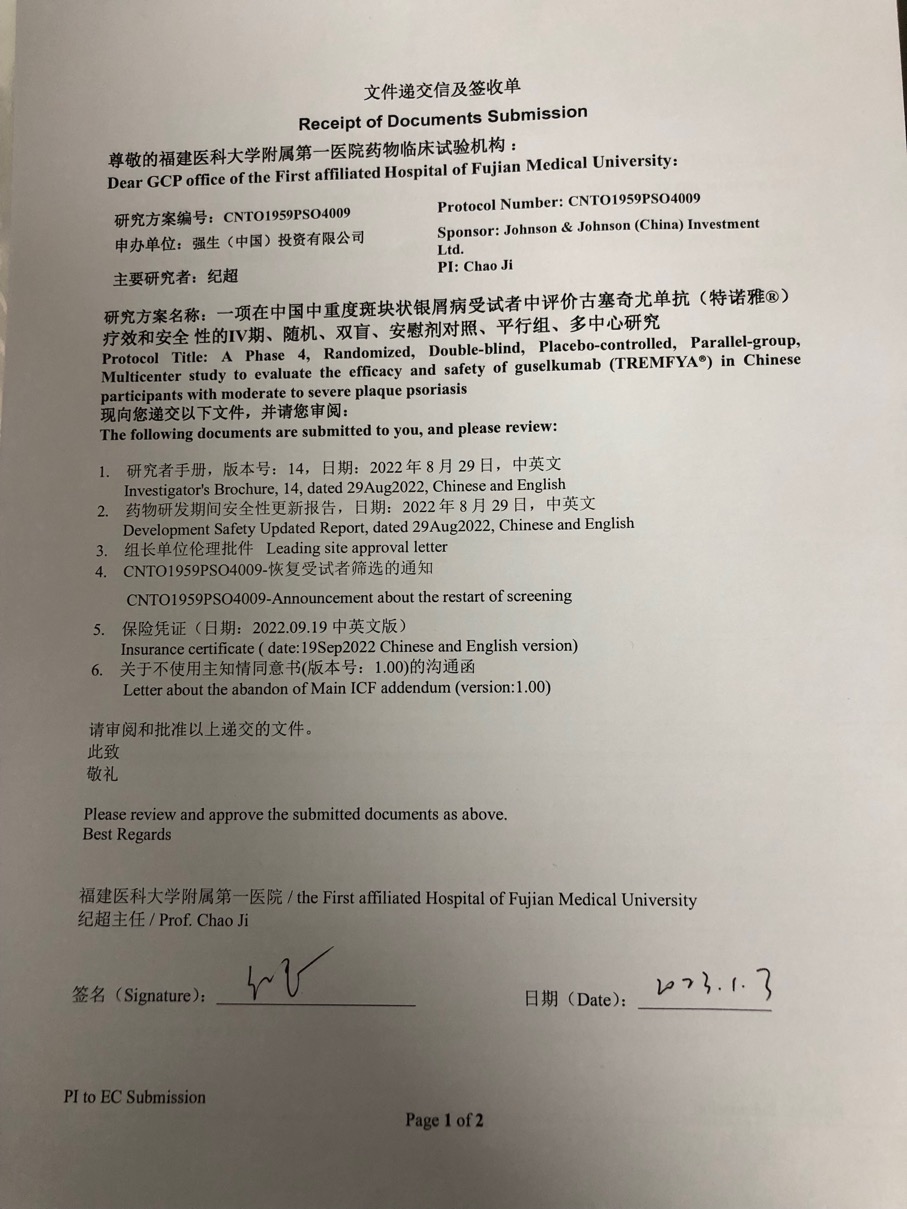 文件递交信及签收单
Receipt of Documents Submission
尊敬的福建医科大学附属第一医院药物临床试验机构：
Dear GCP office of the First affiliated Hospital of Fujian Medical University:
研究方案编号：CNTO1959PSO4009
申办单位：强生（中国）投资有限公司
主要研究者：纪超
Protocol Number: CNTO1959PSO4009
Sponsor: Johnson & Johnson (China) Investment
Ltd.
PI: Chao Ji
研究方案名称：一项在中国中重度斑块状银屑病受试者中评价古塞奇尤单抗（特诺雅®）
疗效和安全 性的IV期、随机、双盲、安慰剂对照、平行组、多中心研究
Protocol Title: A Phase 4, Randomized, Double-blind, Placebo-controlled, Parallel-group,
Multicenter study to evaluate the efficacy and safety of guselkumab (TREMFYA®) in Chinese
participants with moderate to severe plaque psoriasis
现向您递交以下文件，并请您审阅：
The following documents are submitted to you, and please review:
1. 研究者手册，版本号：14，日期：2022 年 8 月 29 日，中英文
Investigator's Brochure, 14, dated 29Aug2022, Chinese and English
2. 药物研发期间安全性更新报告，日期：2022 年 8 月 29 日，中英文
Development Safety Updated Report, dated 29Aug2022, Chinese and English
3. 组长单位伦理批件 Leading site approval letter
4. CNTO1959PSO4009-恢复受试者筛选的通知
CNTO1959PSO4009-Announcement about the restart of screening
5. 保险凭证（日期：2022.09.19 中英文版）
Insurance certificate ( date:19Sep2022 Chinese and English version)
6. 关于不使用主知情同意书(版本号：1.00)的沟通函
Letter about the abandon of Main ICF addendum (version:1.00)
请审阅和批准以上递交的文件。
此致
敬礼
Please review and approve the submitted documents as above.
Best Regards
福建医科大学附属第一医院 / the First affiliated Hospital of Fujian Medical University
纪超主任 / Prof. Chao Ji
签名（Signature）：
日期（Date）： 2023.1.3
PI to EC Submission
Page 1 of 2